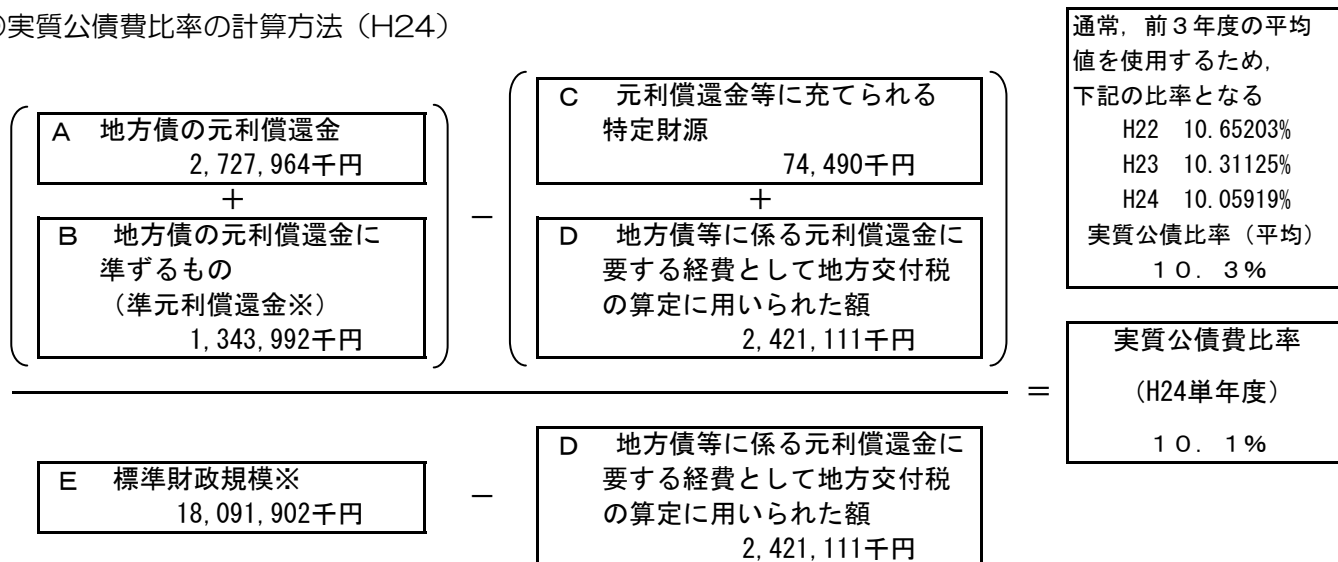 実質公債費比率の計算方法（H24）
A 地方債の元利償還金
2,727,964千円
＋
B 地方債の元利償還金に
準ずるもの
（準元利償還金※）
1,343,992千円
－
C 元利償還金等に充てられる
特定財源
74,490千円
＋
D 地方債等に係る元利償還金に
要する経費として地方交付税
の算定に用いられた額
2,421,111千円
E 標準財政規模※
18,091,902千円
－
D 地方債等に係る元利償還金に
要する経費として地方交付税
の算定に用いられた額
2,421,111千円
＝
通常，前３年度の平均
値を使用するため，
下記の比率となる
H22 10.65203%
H23 10.31125%
H24 10.05919%
実質公債比率（平均）
１０．３%
実質公債費比率
（H24単年度）
１０．１%